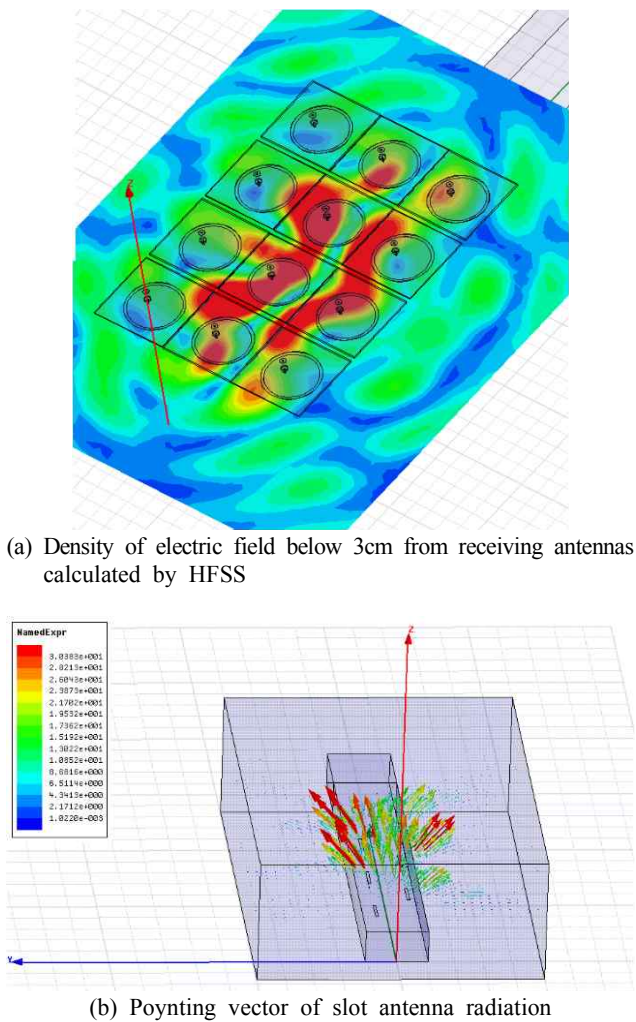 Z
(a) Density of electric field below 3cm from receiving antennas
calculated by HFSS
NamedExpr
3.0383e+001
2.8213e+001
2.6043e+001
2.3873e+001
2.1702e+001
1.9532e+001
1.7362e+001
1.5192e+001
1.3022e+001
1.0852e+001
8.6816e+000
6.5114e+000
4.3413e+000
2.1712e+000
1.0220e-003
Z
Y
(b) Poynting vector of slot antenna radiation